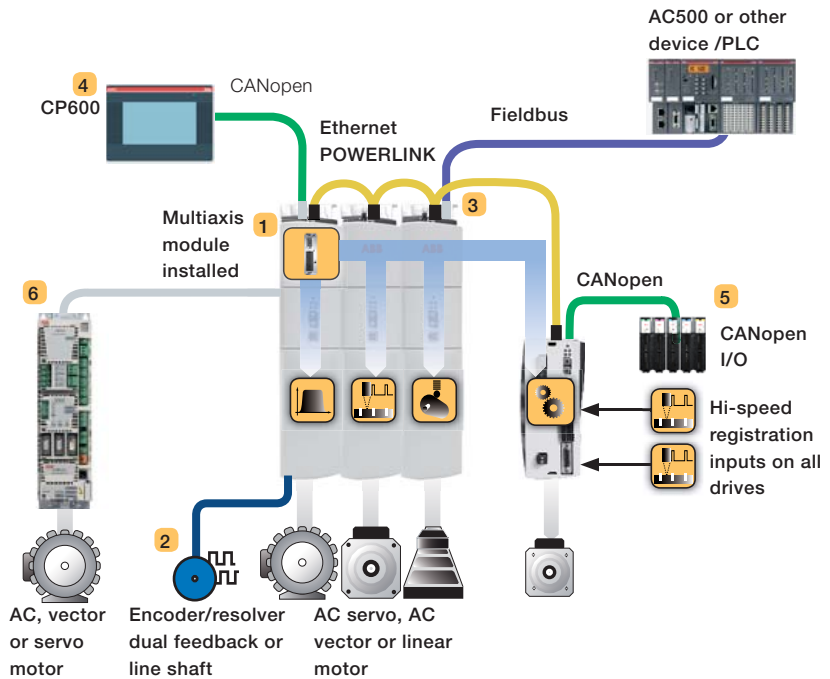 AC500 or other
device /PLC
4
CP600
CANopen
Ethernet
POWERLINK
Fieldbus
Multiaxis
module
installed
1
3
ABB
ABB
6
CANopen
5
CANopen
I/O
Hi-speed
registration
inputs on all
drives
2
AC, vector
or servo
motor
Encoder/resolver
dual feedback or
line shaft
AC servo, AC
vector or linear
motor